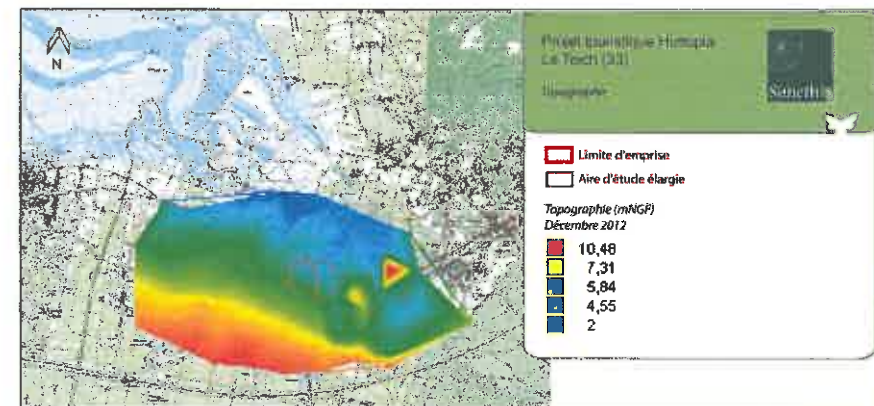 N
Projet touristique Huttopia
Le Teich (33)
Topographie
Limite d'emprise
Aire d'étude élargie
Topographie (mNGF)
Décembre 2012
10,48
7,31
5,84
4,55
2